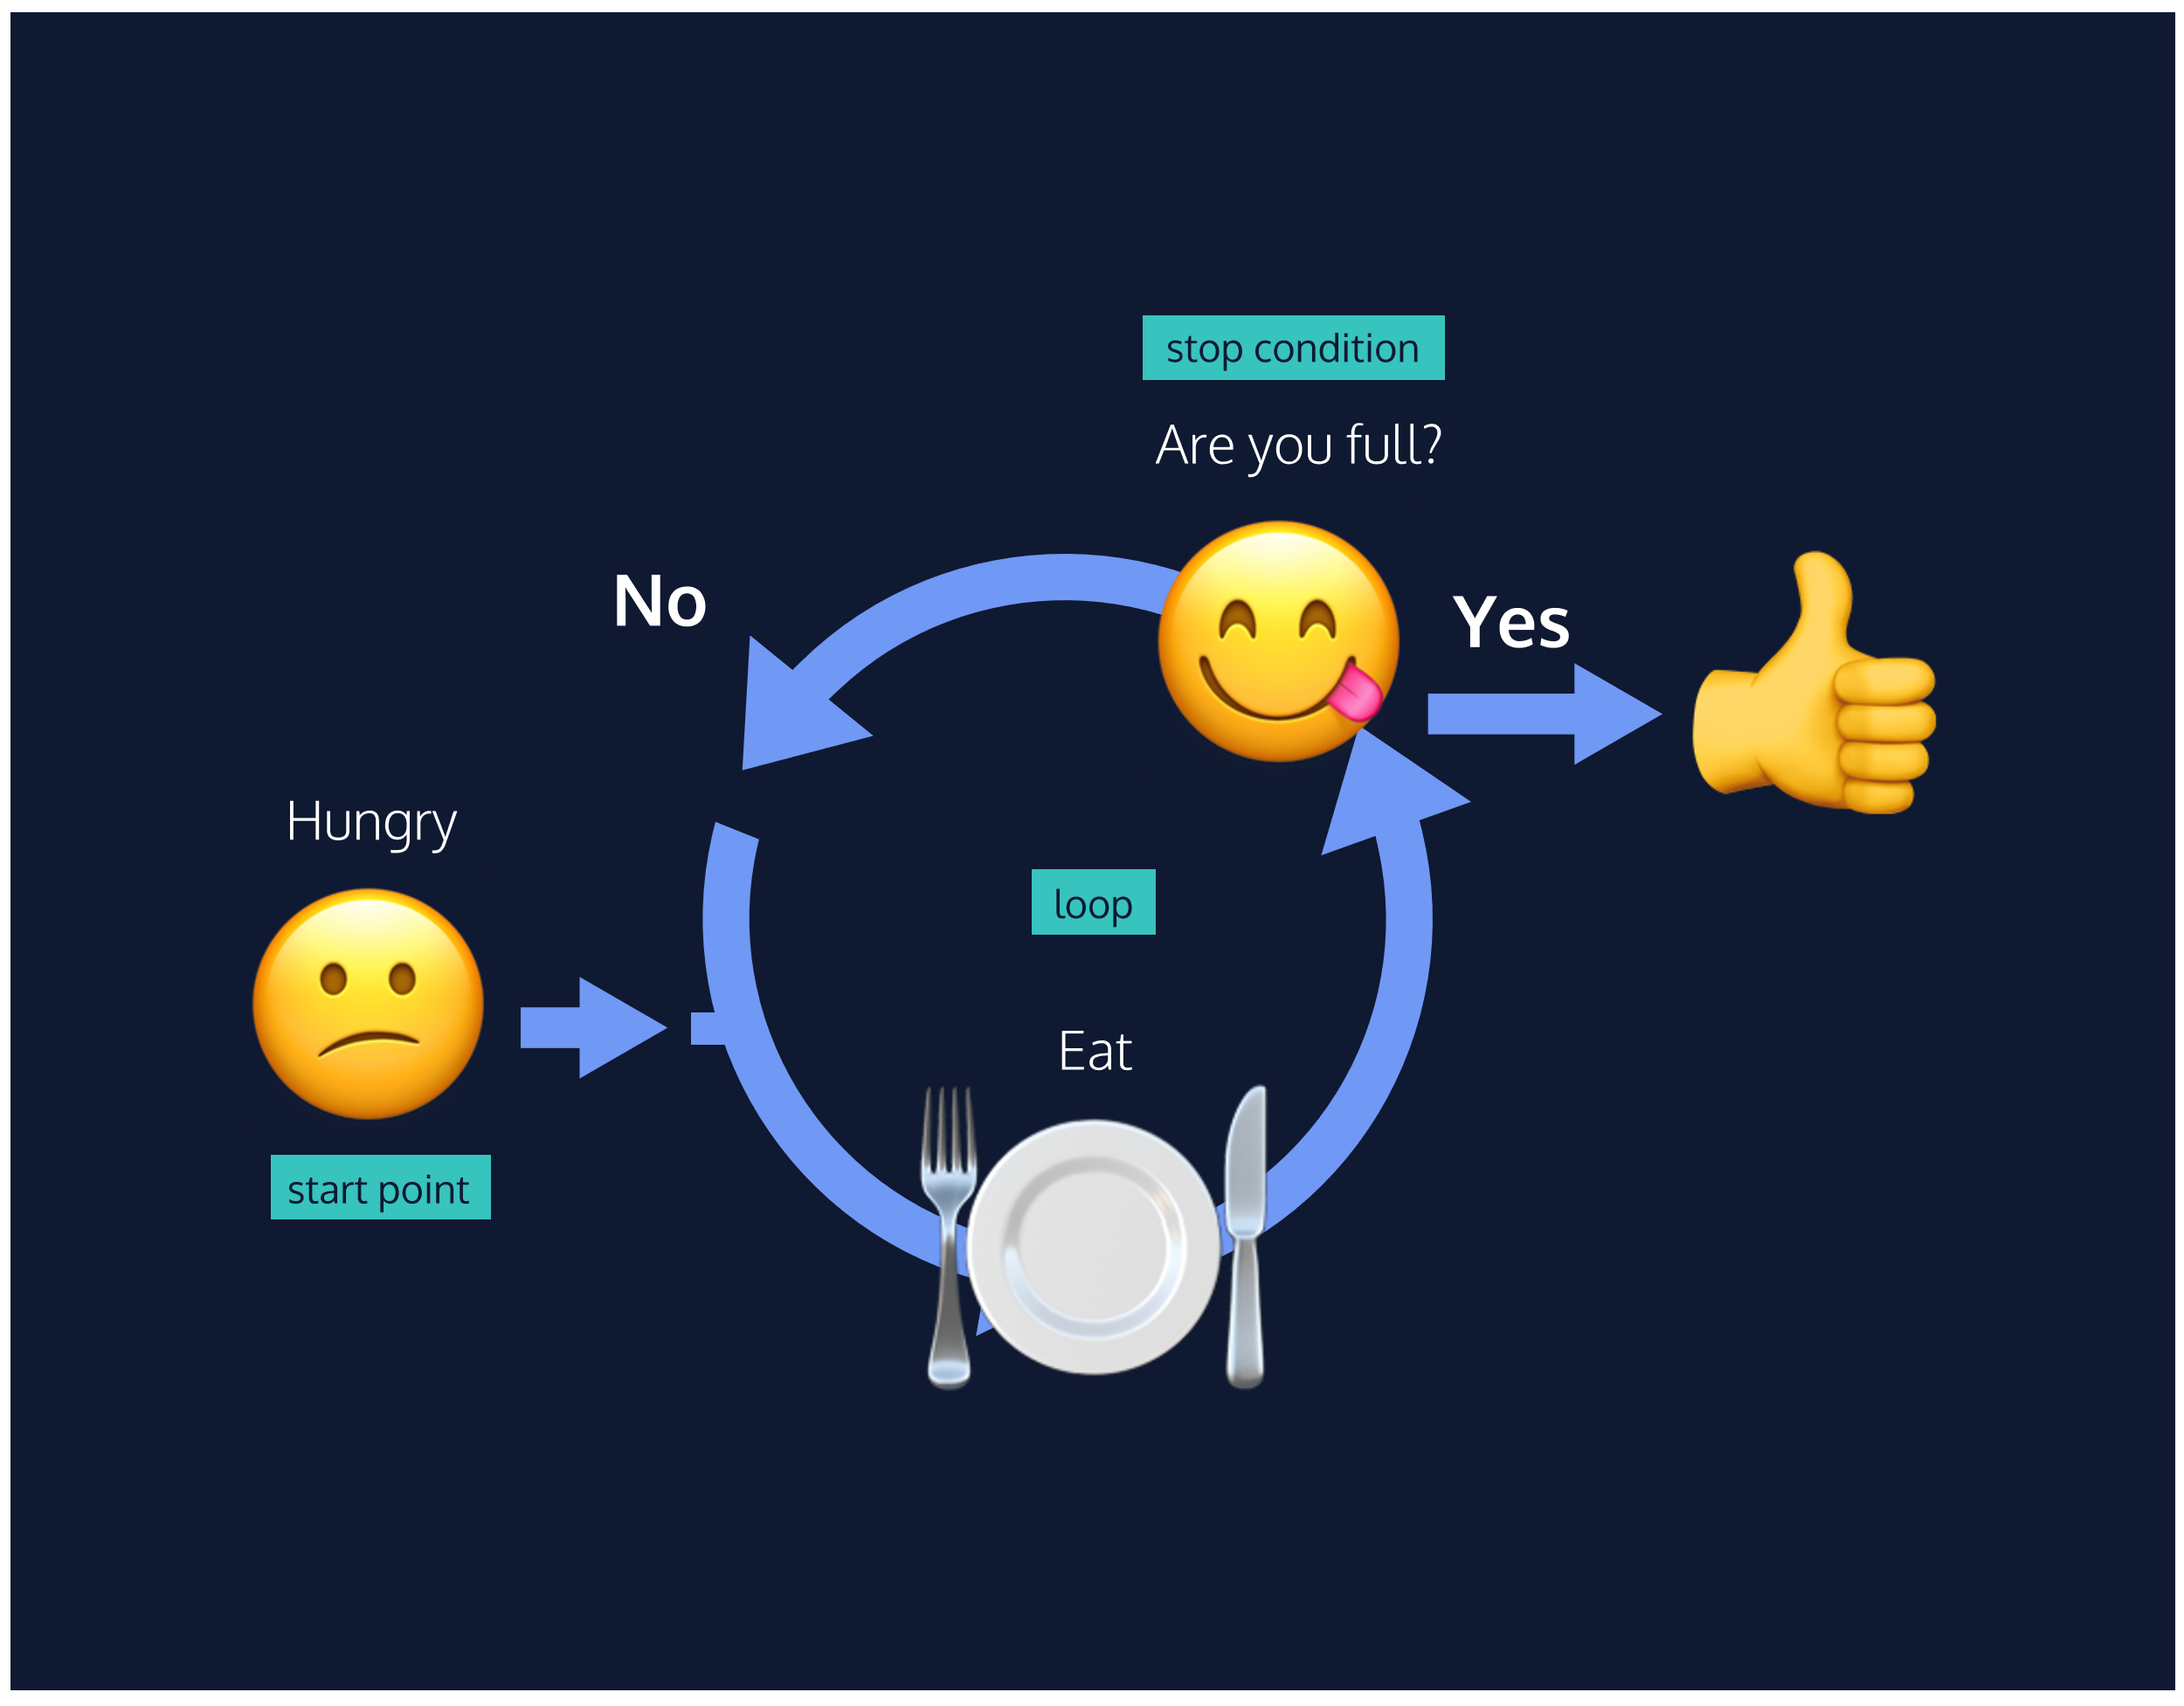 stop condition
Are you full?
No
Yes
Hungry
loop
Eat
start point